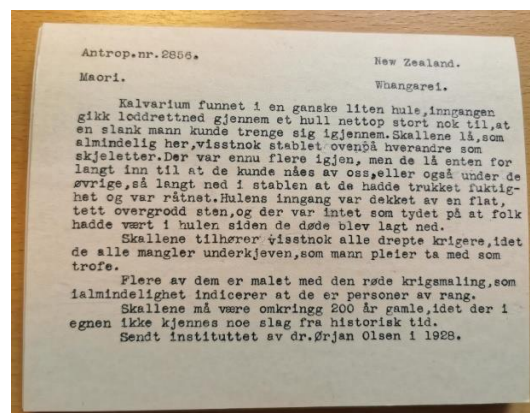 Antrop.nr.2856.
New Zealand.
Maori.
Whangarei.
Kalvarium funnet i en ganske liten hule,inngangen
gikk loddrettned gjennem et hull nettop stort nok til,at
en slank mann kunde trenge sig igjennem.Skallene lå,som
almindelig her,visstnok stablet ovenpå hverandre som
skjeletter.Der var ennu flere igjen, men de lå enten for
langt inn til at de kunde nåes av oss,eller også under de
øvrige,så langt ned i stablen at de hadde trukket fuktig-
het og var råtnet.Hulens inngang var dekket av en flat,
tett overgrodd sten,og der var intet som tydet på at folk
hadde vært i hulen siden de døde blev lagt ned.
Skallene tilhører visstnok alle drepte krigere,idet
de alle mangler underkjeven,som mann pleier ta med som
trofe.
Flere av dem er malet med den røde krigsmaling,som
ialmindelighet indicerer at de er personer av rang.
Skallene må være omkringg 200 år gamle,idet der i
egnen ikke kjennes noe slag fra historisk tid.
Sendt instituttet av dr.Ørjan Olsen i 1928.